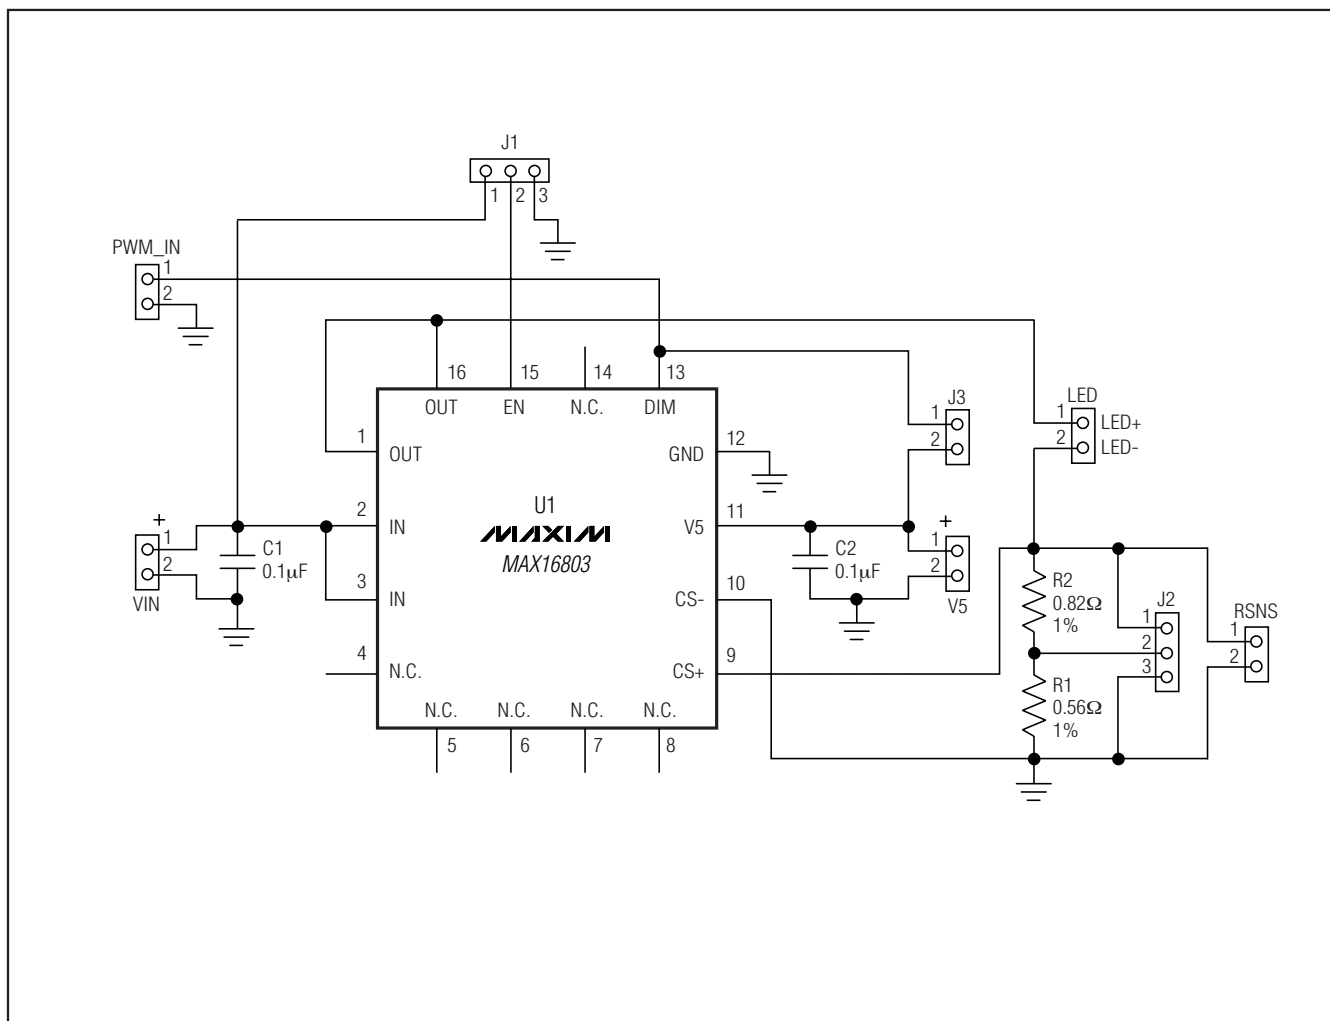 J1
1 2 3
PWM_IN
1
2
16 15 14 13
OUT EN N.C. DIM
J3
1
2
LED
1 LED+
2 LED-
1 OUT
GND 12
U1
MAXIM
MAX16803
2 IN
V5 11
+
1
2
VIN
C1
0.1µF
C2
0.1µF
+
1
2
V5
3 IN
CS- 10
R2
0.82Ω
1%
J2
1
2
3
RSNS
1
2
4 N.C.
CS+ 9
R1
0.56Ω
1%
N.C. N.C. N.C. N.C.
5 6 7 8